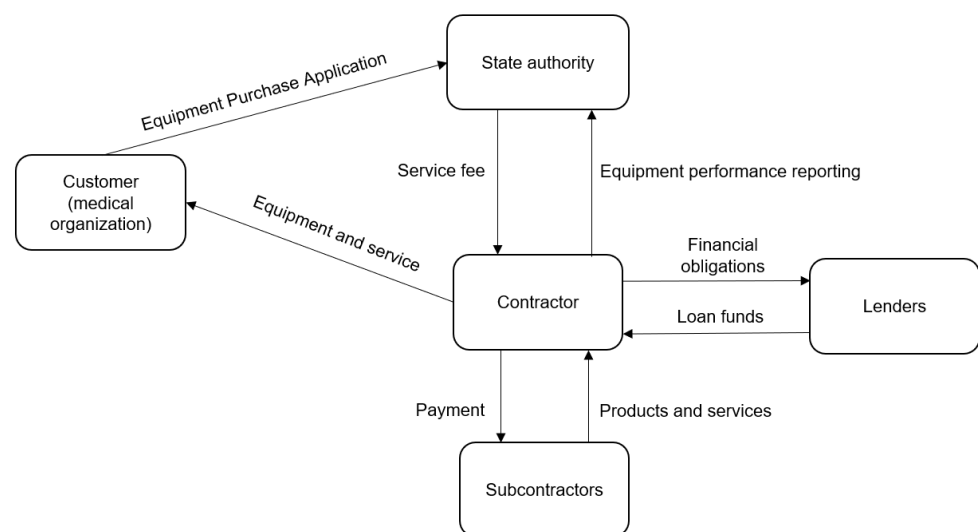 State authority
Equipment Purchase Application
Customer
(medical
organization)
Service fee
Equipment performance reporting
Equipment and service
Financial
obligations
Contractor
Lenders
Loan funds
Payment
Products and services
Subcontractors